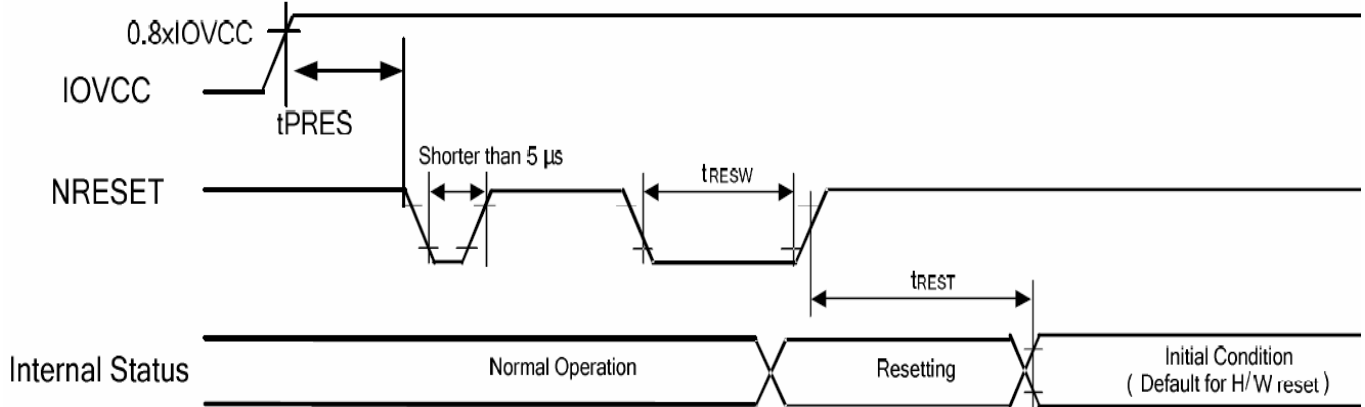 0.8xIOVCC
IOVCC
tPRES
Shorter than 5 µs
tRESW
NRESET
tREST
Internal Status
Normal Operation
Resetting
Initial Condition
( Default for H/W reset )